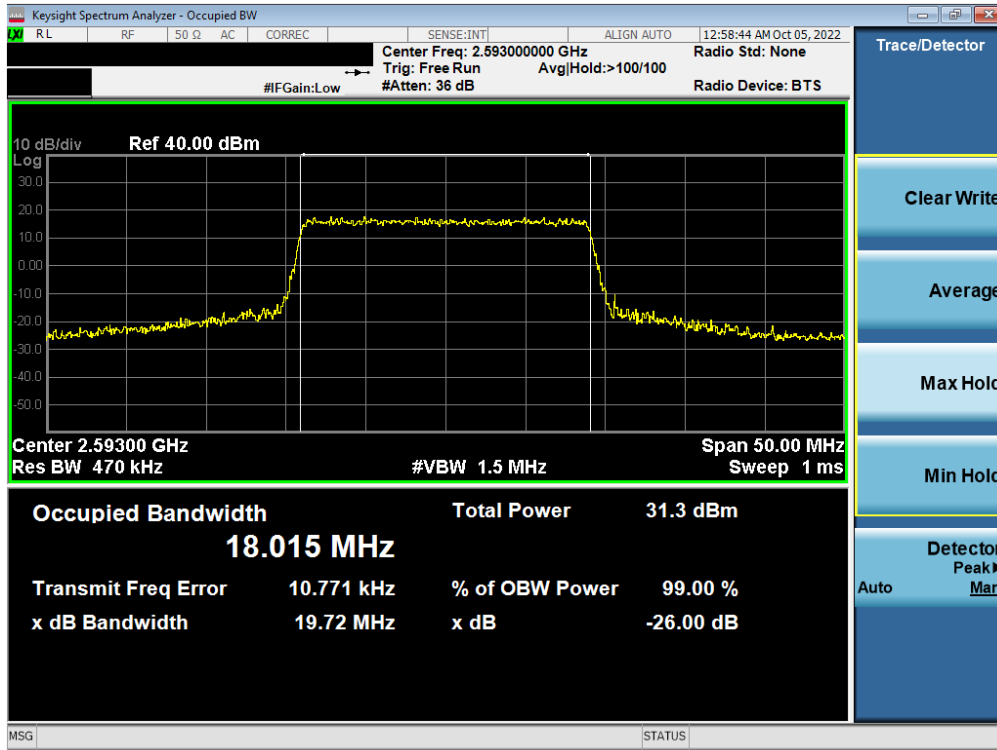 Keysight Spectrum Analyzer - Occupied BW
LXI RL RF 50 Ω AC CORREC SENSE:INT ALIGN AUTO 12:58:44 AM Oct 05, 2022
Center Freq: 2.593000000 GHz Radio Std: None
Trig: Free Run Avg|Hold:>100/100
#IFGain:Low #Atten: 36 dB Radio Device: BTS
10 dB/div Ref 40.00 dBm
Log
30.0
20.0
10.0
0.00
-10.0
-20.0
-30.0
-40.0
-50.0
Center 2.59300 GHz Span 50.00 MHz
Res BW 470 kHz #VBW 1.5 MHz Sweep 1 ms
Occupied Bandwidth Total Power 31.3 dBm
18.015 MHz
Transmit Freq Error 10.771 kHz % of OBW Power 99.00 %
x dB Bandwidth 19.72 MHz x dB -26.00 dB
MSG STATUS
Trace/Detector
Clear Write
Average
Max Hold
Min Hold
Detector
Peak▶
Auto Man